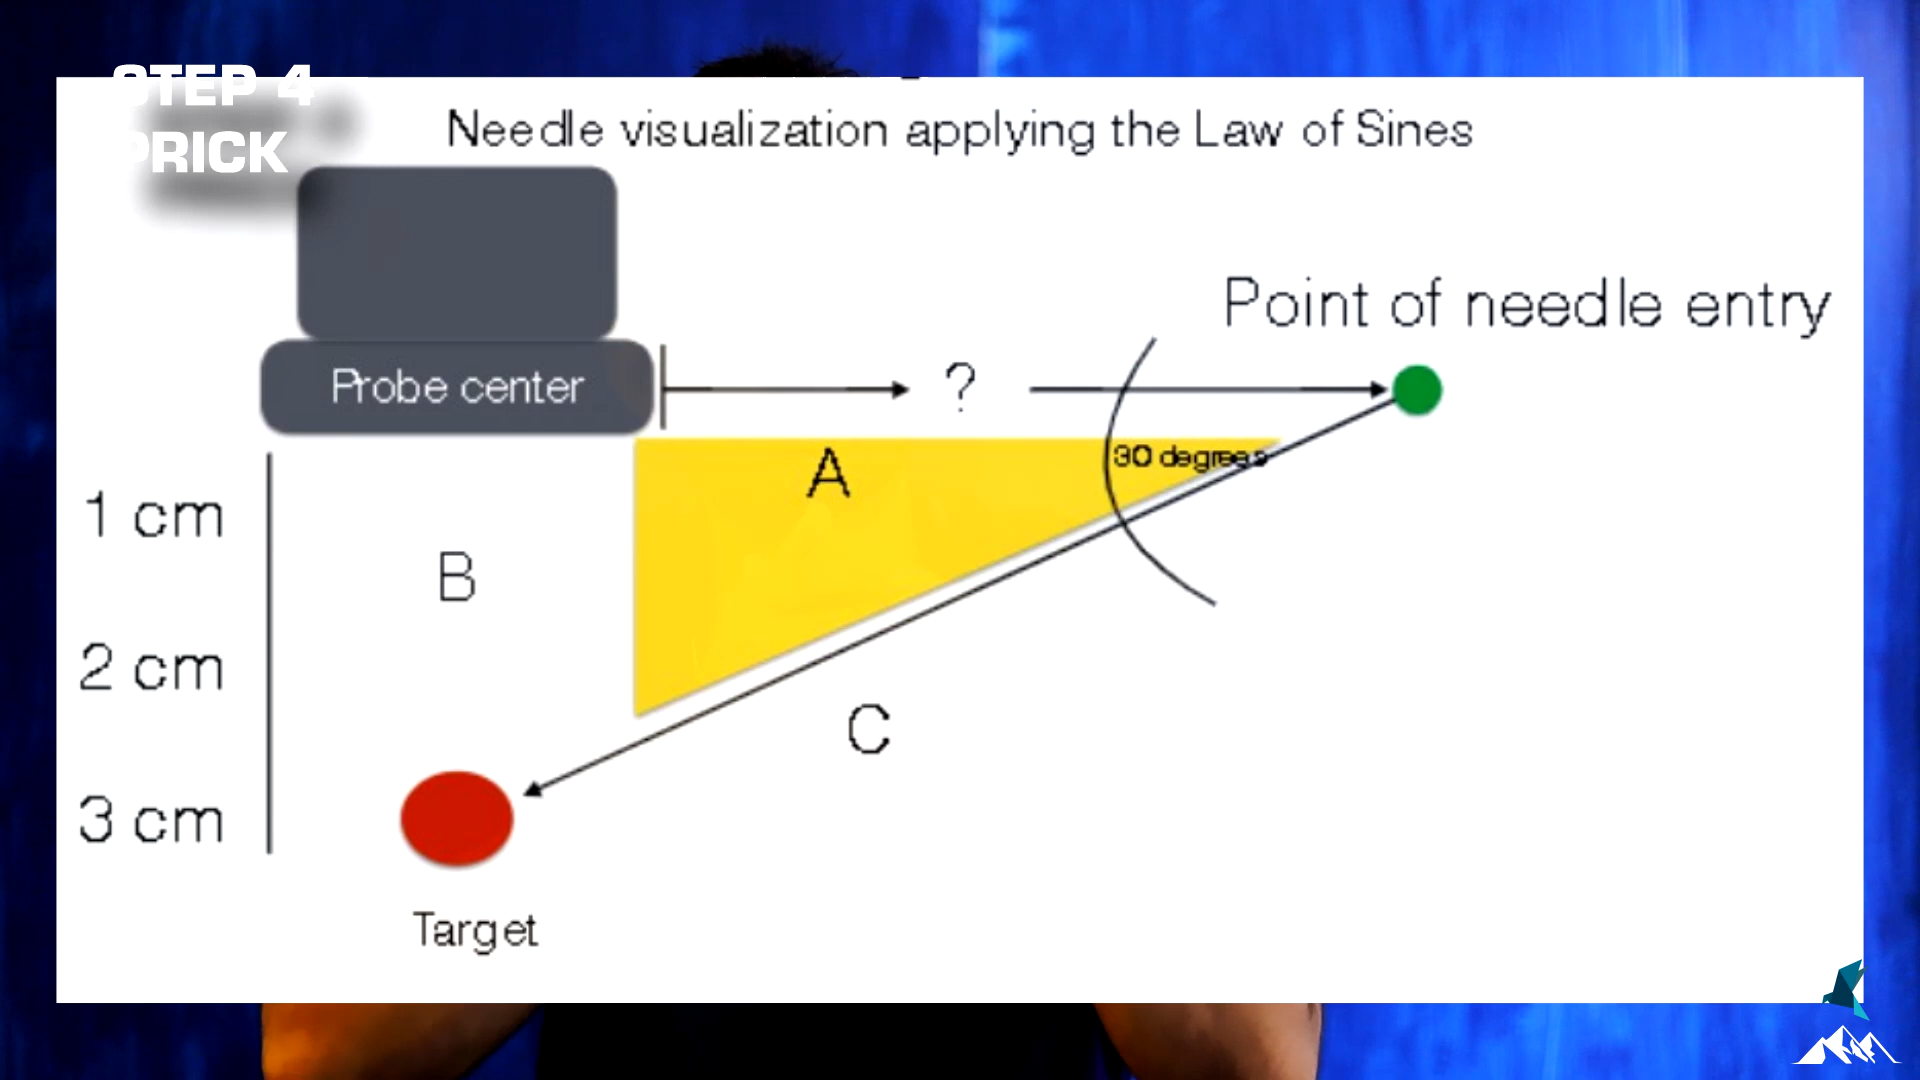 STEP 4
PRICK
Needle visualization applying the Law of Sines
Point of needle entry
Probe center
?
A
30 degrees
1 cm
B
2 cm
C
3 cm
Target